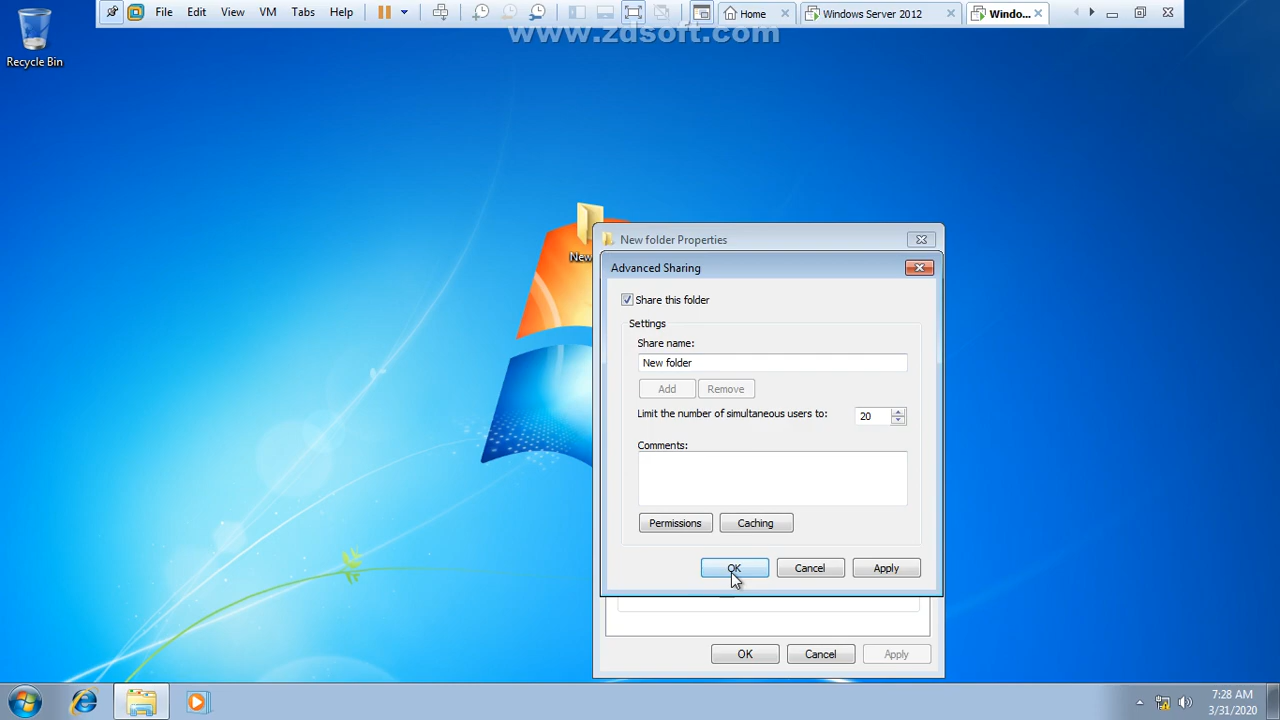 File Edit View VM Tabs Help
Home Windows Server 2012 Windo...
www.zdsoft.com
Recycle Bin
New
New folder Properties
Advanced Sharing
Share this folder
Settings
Share name:
New folder
Add Remove
Limit the number of simultaneous users to: 20
Comments:
Permissions Caching
OK Cancel Apply
OK Cancel Apply
7:28 AM
3/31/2020